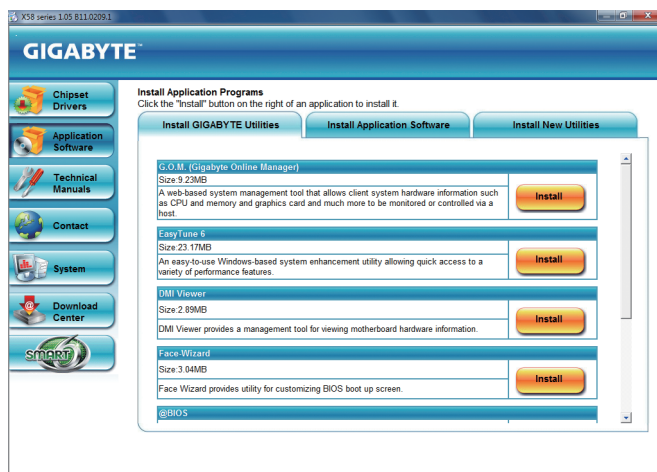 X58 series 1.05 B11.0209.1
GIGABYTE™
Chipset
Drivers
Application
Software
Technical
Manuals
Contact
System
Download
Center
SMART6
Install Application Programs
Click the "Install" button on the right of an application to install it.
Install GIGABYTE Utilities
Install Application Software
Install New Utilities
G.O.M. (Gigabyte Online Manager)
Size:9.23MB
A web-based system management tool that allows client system hardware information such
as CPU and memory and graphics card and much more to be monitored or controlled via a
host.
Install
EasyTune 6
Size:23.17MB
An easy-to-use Windows-based system enhancement utility allowing quick access to a
variety of performance features.
Install
DMI Viewer
Size:2.89MB
DMI Viewer provides a management tool for viewing motherboard hardware information.
Install
Face-Wizard
Size:3.04MB
Face Wizard provides utility for customizing BIOS boot up screen.
Install
@BIOS